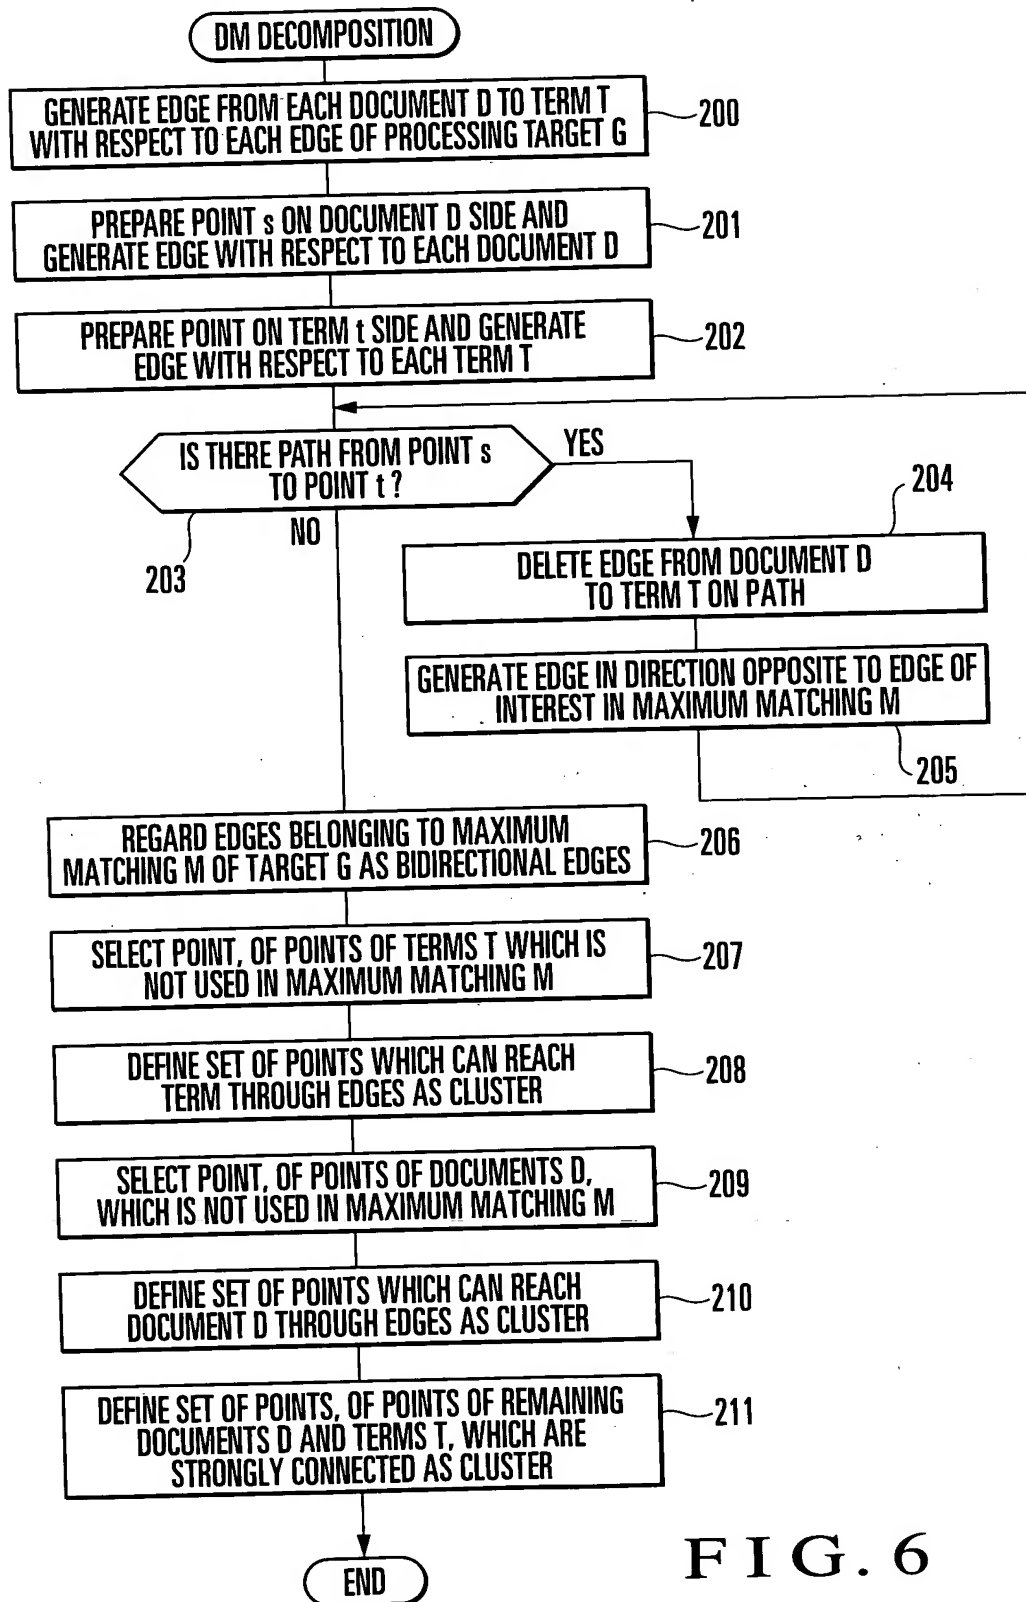 DM DECOMPOSITION
GENERATE EDGE FROM EACH DOCUMENT D TO TERM T
WITH RESPECT TO EACH EDGE OF PROCESSING TARGET G
200
PREPARE POINT s ON DOCUMENT D SIDE AND
GENERATE EDGE WITH RESPECT TO EACH DOCUMENT D
201
PREPARE POINT ON TERM t SIDE AND GENERATE
EDGE WITH RESPECT TO EACH TERM T
202
IS THERE PATH FROM POINT s
TO POINT t ?
YES
NO
203
204
DELETE EDGE FROM DOCUMENT D
TO TERM T ON PATH
GENERATE EDGE IN DIRECTION OPPOSITE TO EDGE OF
INTEREST IN MAXIMUM MATCHING M
205
REGARD EDGES BELONGING TO MAXIMUM
MATCHING M OF TARGET G AS BIDIRECTIONAL EDGES
206
SELECT POINT, OF POINTS OF TERMS T WHICH IS
NOT USED IN MAXIMUM MATCHING M
207
DEFINE SET OF POINTS WHICH CAN REACH
TERM THROUGH EDGES AS CLUSTER
208
SELECT POINT, OF POINTS OF DOCUMENTS D,
WHICH IS NOT USED IN MAXIMUM MATCHING M
209
DEFINE SET OF POINTS WHICH CAN REACH
DOCUMENT D THROUGH EDGES AS CLUSTER
210
DEFINE SET OF POINTS, OF POINTS OF REMAINING
DOCUMENTS D AND TERMS T, WHICH ARE
STRONGLY CONNECTED AS CLUSTER
211
END
FIG. 6